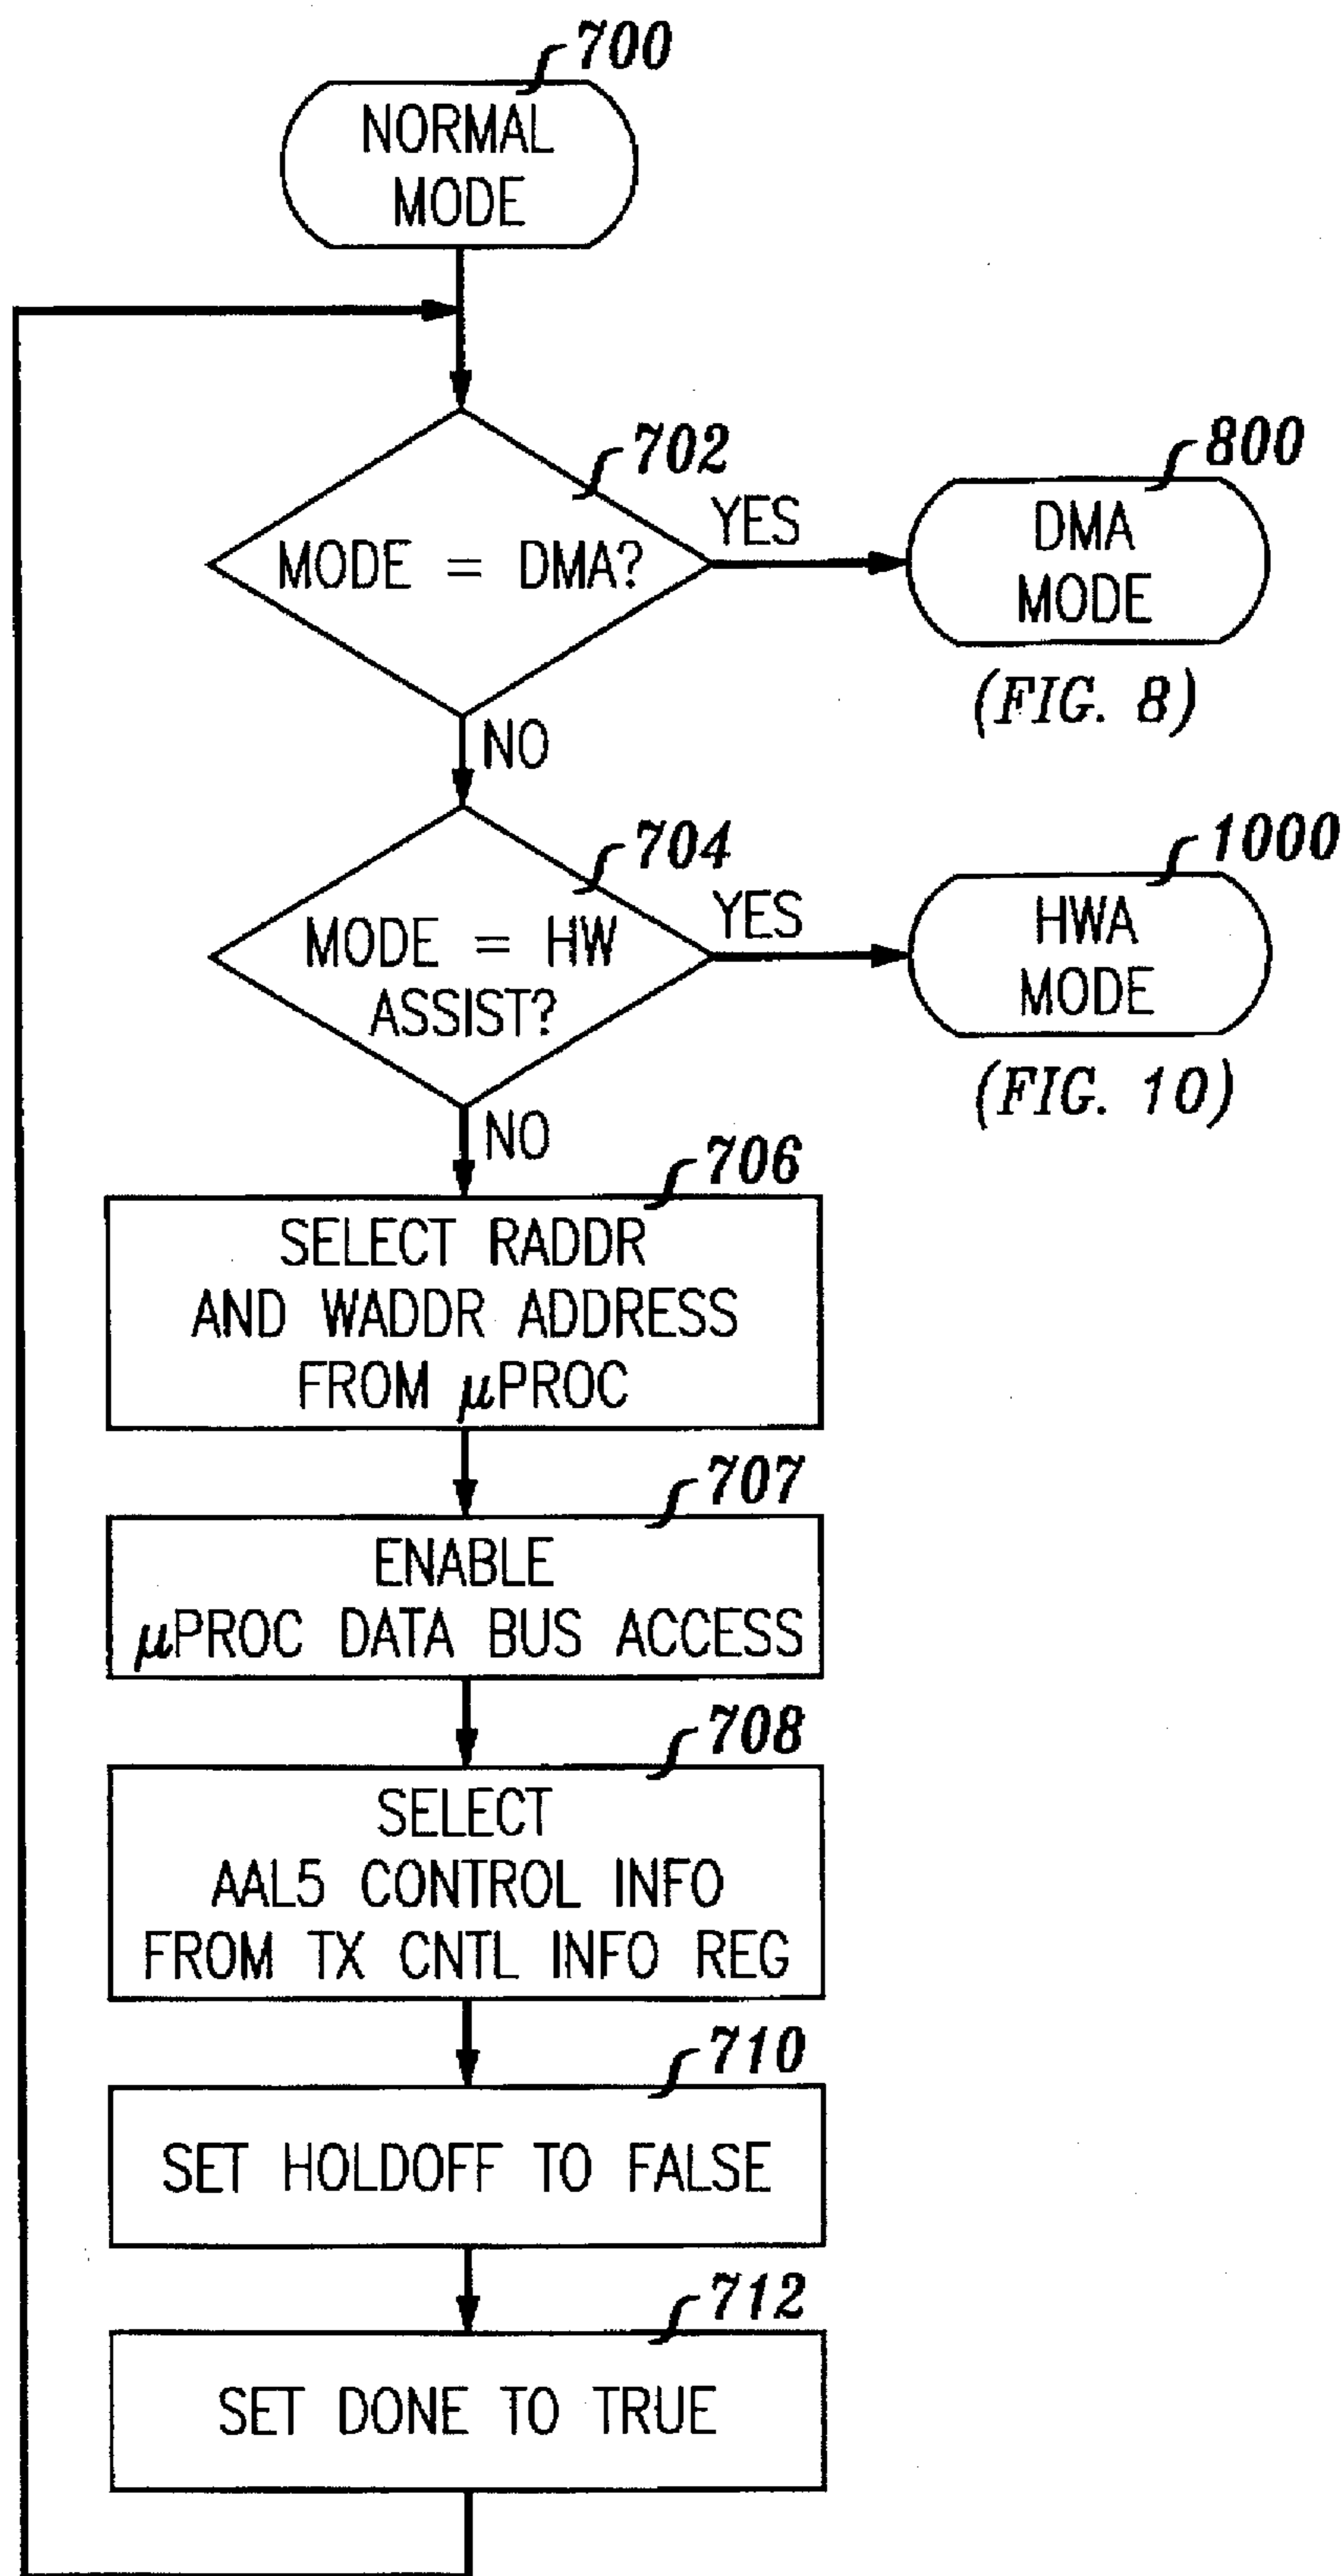 700
NORMAL
MODE
702
MODE = DMA?
YES
800
DMA
MODE
(FIG. 8)
NO
704
MODE = HW
ASSIST?
YES
1000
HWA
MODE
(FIG. 10)
NO
706
SELECT RADDR
AND WADDR ADDRESS
FROM μPROC
707
ENABLE
μPROC DATA BUS ACCESS
708
SELECT
AAL5 CONTROL INFO
FROM TX CNTL INFO REG
710
SET HOLDOFF TO FALSE
712
SET DONE TO TRUE